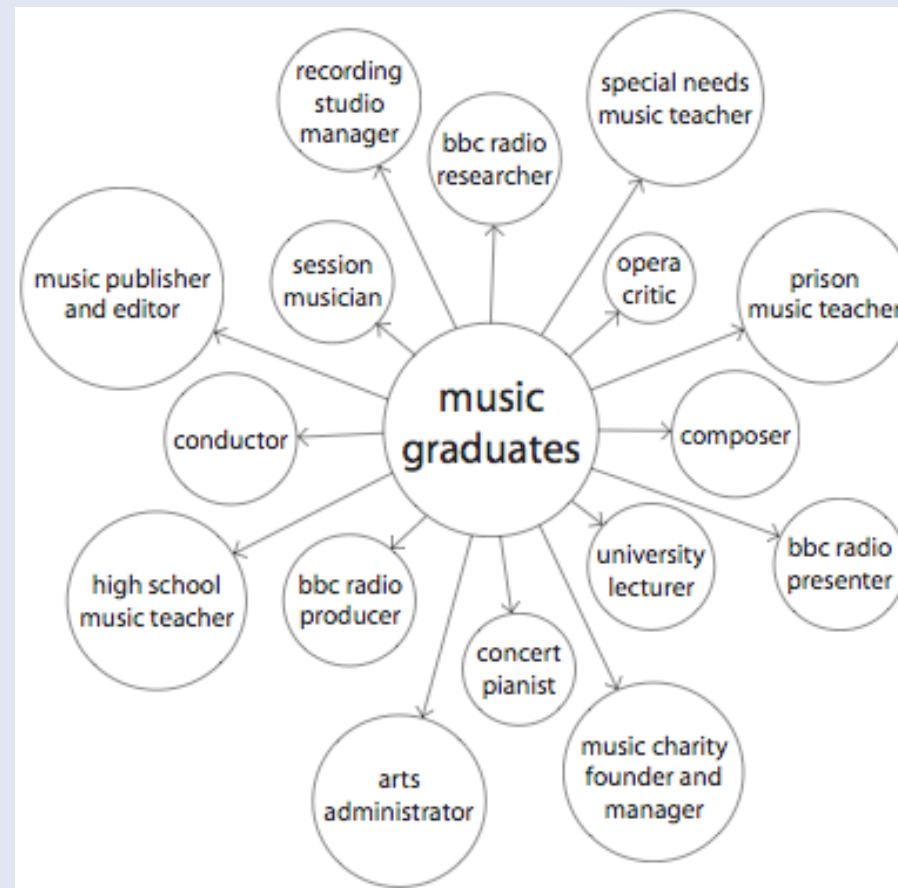 recording
studio
manager
special needs
music teacher
bbc radio
researcher
music publisher
and editor
session
musician
opera
critic
prison
music teacher
music
graduates
conductor
composer
high school
music teacher
bbc radio
producer
university
lecturer
bbc radio
presenter
concert
pianist
arts
administrator
music charity
founder and
manager